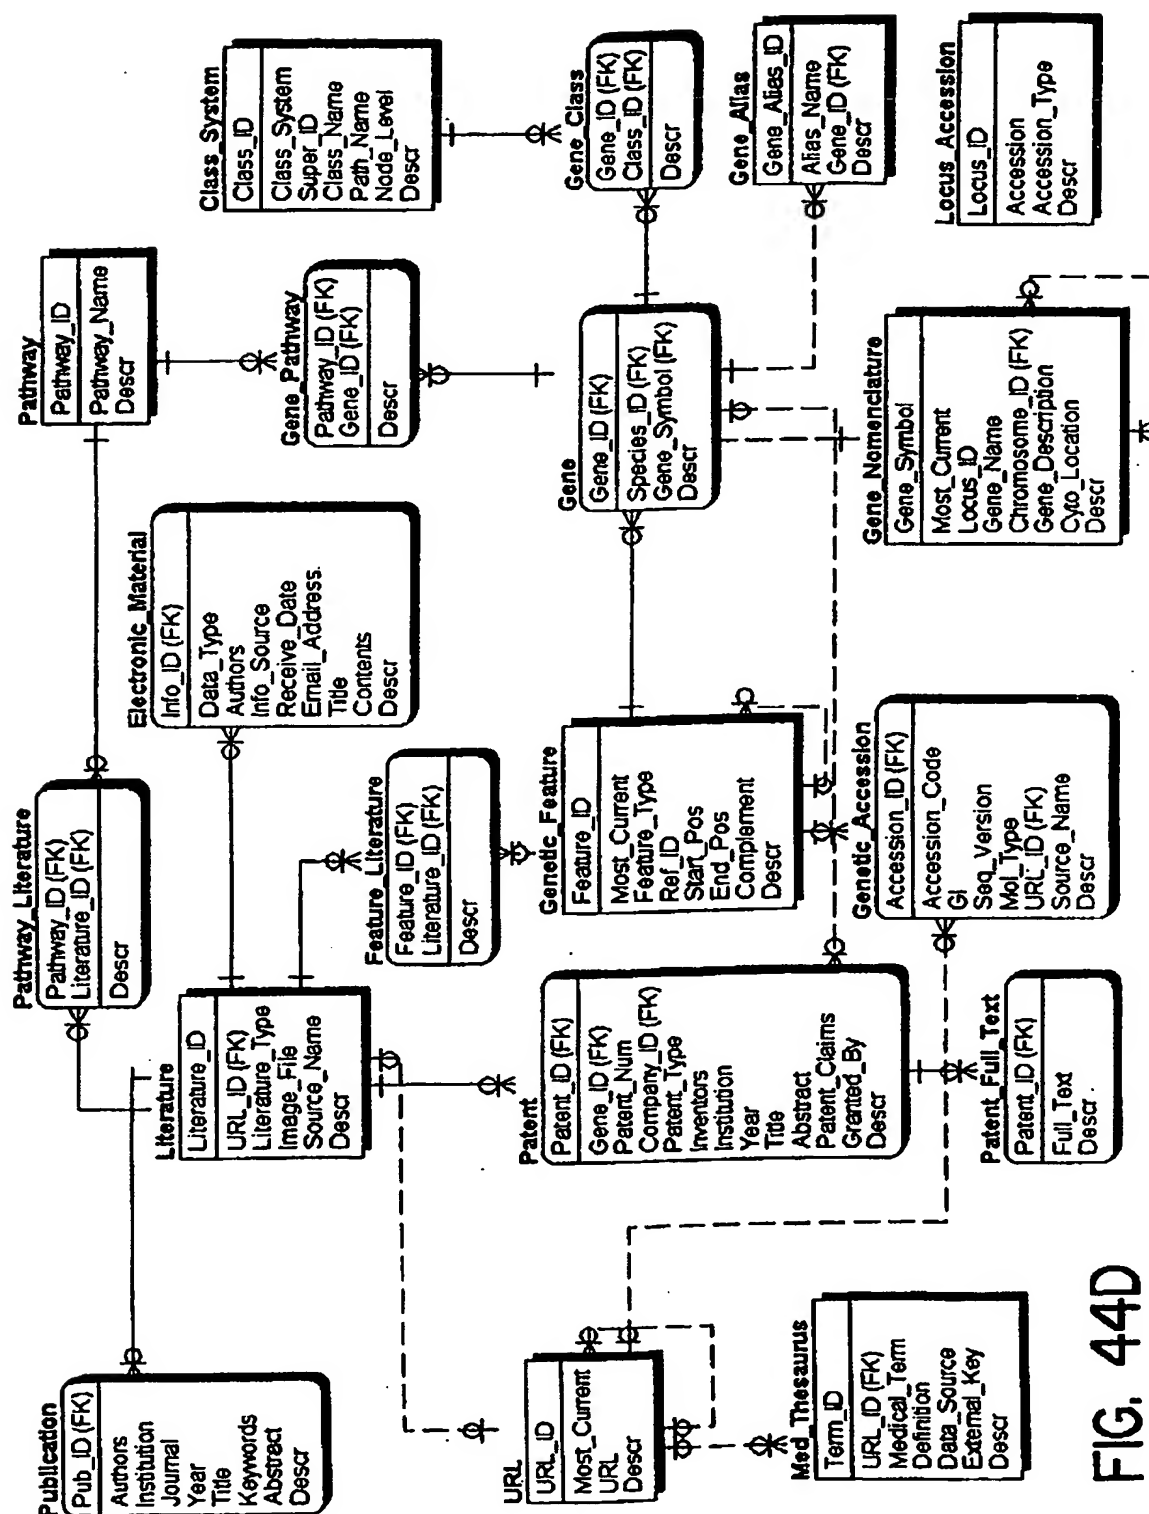 Publication
Pub_ID (FK)
Authors
Institution
Journal
Year
Title
Keywords
Abstract
Descr
Pathway_Literature
Pathway_ID (FK)
Literature_ID (FK)
Descr
Pathway
Pathway_ID
Pathway_Name
Descr
Class_System
Class_ID
Class_System
Super_ID
Class_Name
Path_Name
Node_Level
Descr
Literature
Literature_ID
URL_ID (FK)
Literature_Type
Image_File
Source_Name
Descr
Electronic_Material
Info_ID (FK)
Data_Type
Authors
Info_Source
Receive_Date
Email_Address.
Title
Contents
Descr
Gene_Pathway
Pathway_ID (FK)
Gene_ID (FK)
Descr
Feature_Literature
Feature_ID (FK)
Literature_ID (FK)
Descr
Gene_Class
Gene_ID (FK)
Class_ID (FK)
Descr
URL
URL_ID
Most_Current
URL
Descr
Patent
Patent_ID (FK)
Gene_ID (FK)
Patent_Num
Company_ID (FK)
Patent_Type
Inventors
Institution
Year
Title
Abstract
Patent_Claims
Granted_By
Descr
Genetic_Feature
Feature_ID
Most_Current
Feature_Type
Ref_ID
Start_Pos
End_Pos
Complement
Descr
Gene
Gene_ID (FK)
Species_ID (FK)
Gene_Symbol (FK)
Descr
Gene_Alias
Gene_Alias_ID
Alias_Name
Gene_ID (FK)
Descr
Med_Thesaurus
Term_ID
URL_ID (FK)
Medical_Term
Definition
Data_Source
External_Key
Descr
Genetic_Accession
Accession_ID (FK)
Accession_Code
GI
Seq_Version
Mol_Type
URL_ID (FK)
Source_Name
Descr
Gene_Nomenclature
Gene_Symbol
Most_Current
Locus_ID
Gene_Name
Chromosome_ID (FK)
Gene_Description
Cyto_Location
Descr
Locus_Accession
Locus_ID
Accession
Accession_Type
Descr
Patent_Full_Text
Patent_ID (FK)
Full_Text
Descr
FIG. 44D